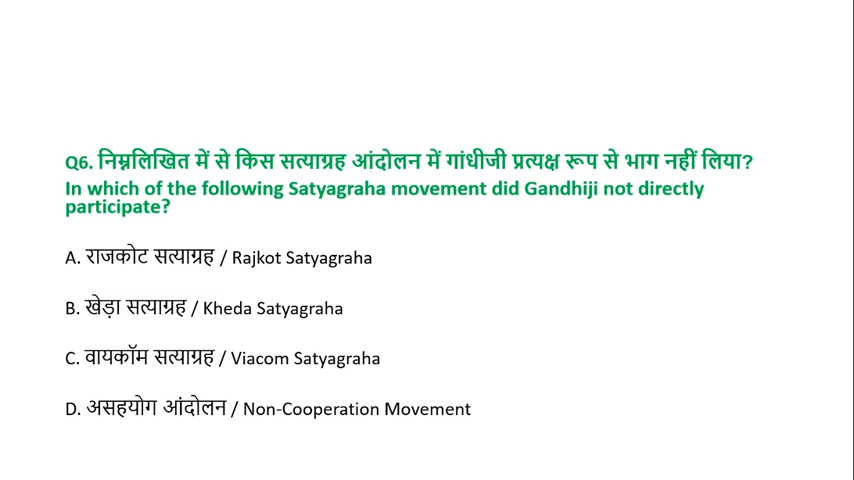 Q6. निम्नलिखित में से किस सत्याग्रह आंदोलन में गांधीजी प्रत्यक्ष रूप से भाग नहीं लिया?
In which of the following Satyagraha movement did Gandhiji not directly
participate?
A. राजकोट सत्याग्रह / Rajkot Satyagraha
B. खेड़ा सत्याग्रह / Kheda Satyagraha
C. वायकॉम सत्याग्रह / Viacom Satyagraha
D. असहयोग आंदोलन / Non-Cooperation Movement